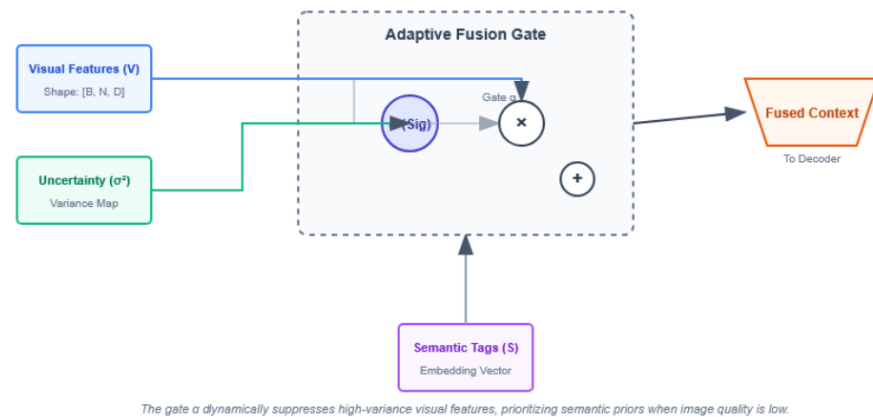 Adaptive Fusion Gate
Visual Features (V)
Shape: [B, N, D]
Gate α
(Sig)
×
+
Fused Context
To Decoder
Uncertainty (σ²)
Variance Map
Semantic Tags (S)
Embedding Vector
The gate α dynamically suppresses high-variance visual features, prioritizing semantic priors when image quality is low.